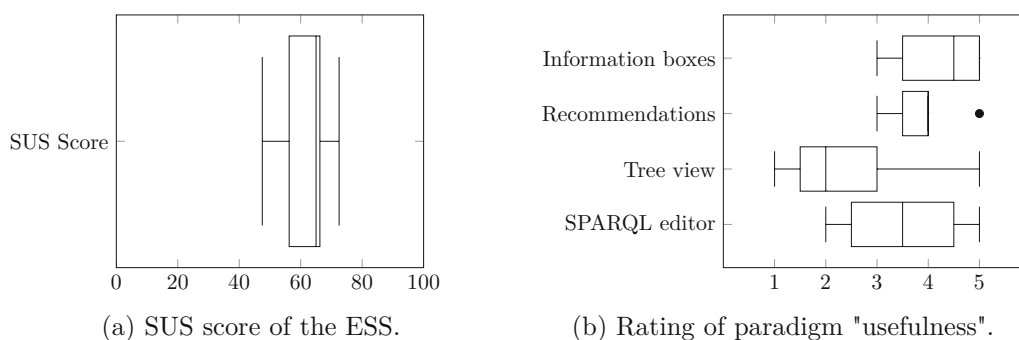 SUS Score
0 20 40 60 80 100
(a) SUS score of the ESS.
Information boxes
Recommendations
Tree view
SPARQL editor
1 2 3 4 5
(b) Rating of paradigm "usefulness".